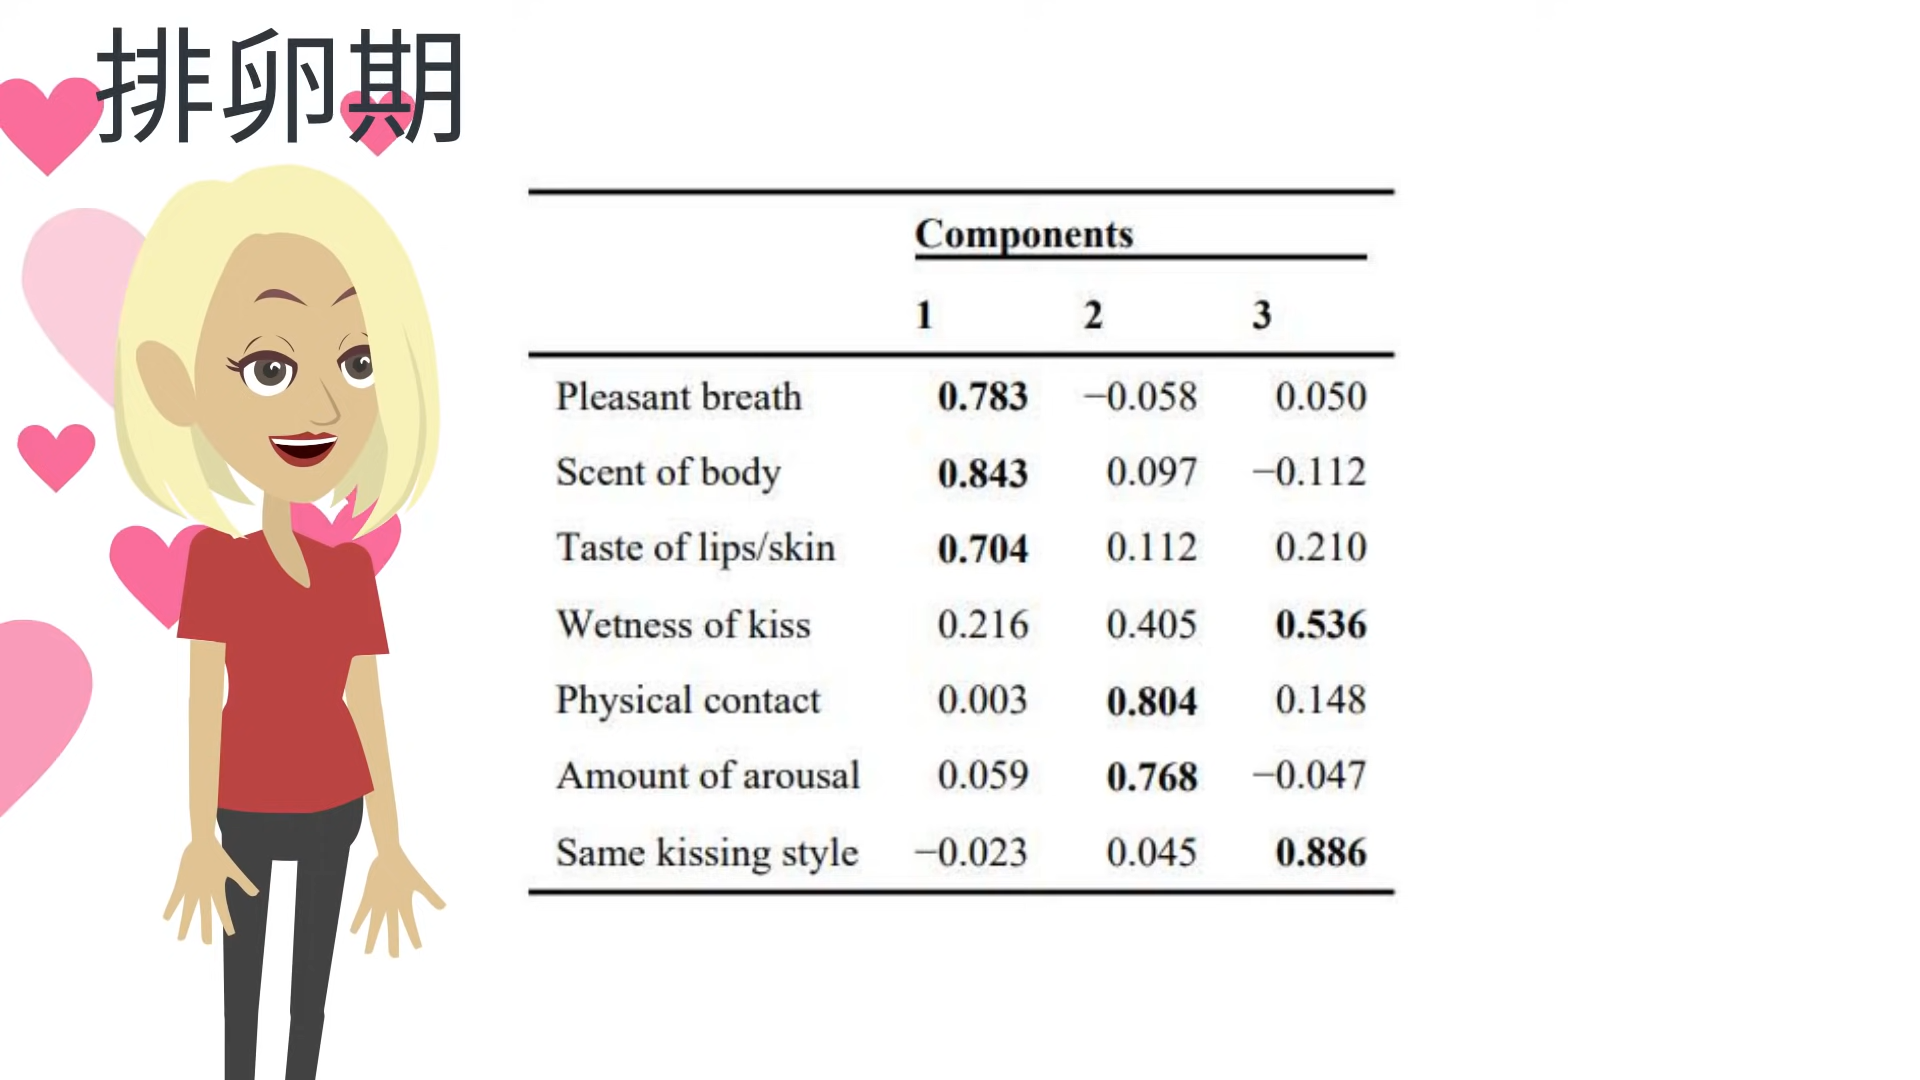 排卵期
Components
1 2 3
Pleasant breath 0.783 −0.058 0.050
Scent of body 0.843 0.097 −0.112
Taste of lips/skin 0.704 0.112 0.210
Wetness of kiss 0.216 0.405 0.536
Physical contact 0.003 0.804 0.148
Amount of arousal 0.059 0.768 −0.047
Same kissing style −0.023 0.045 0.886